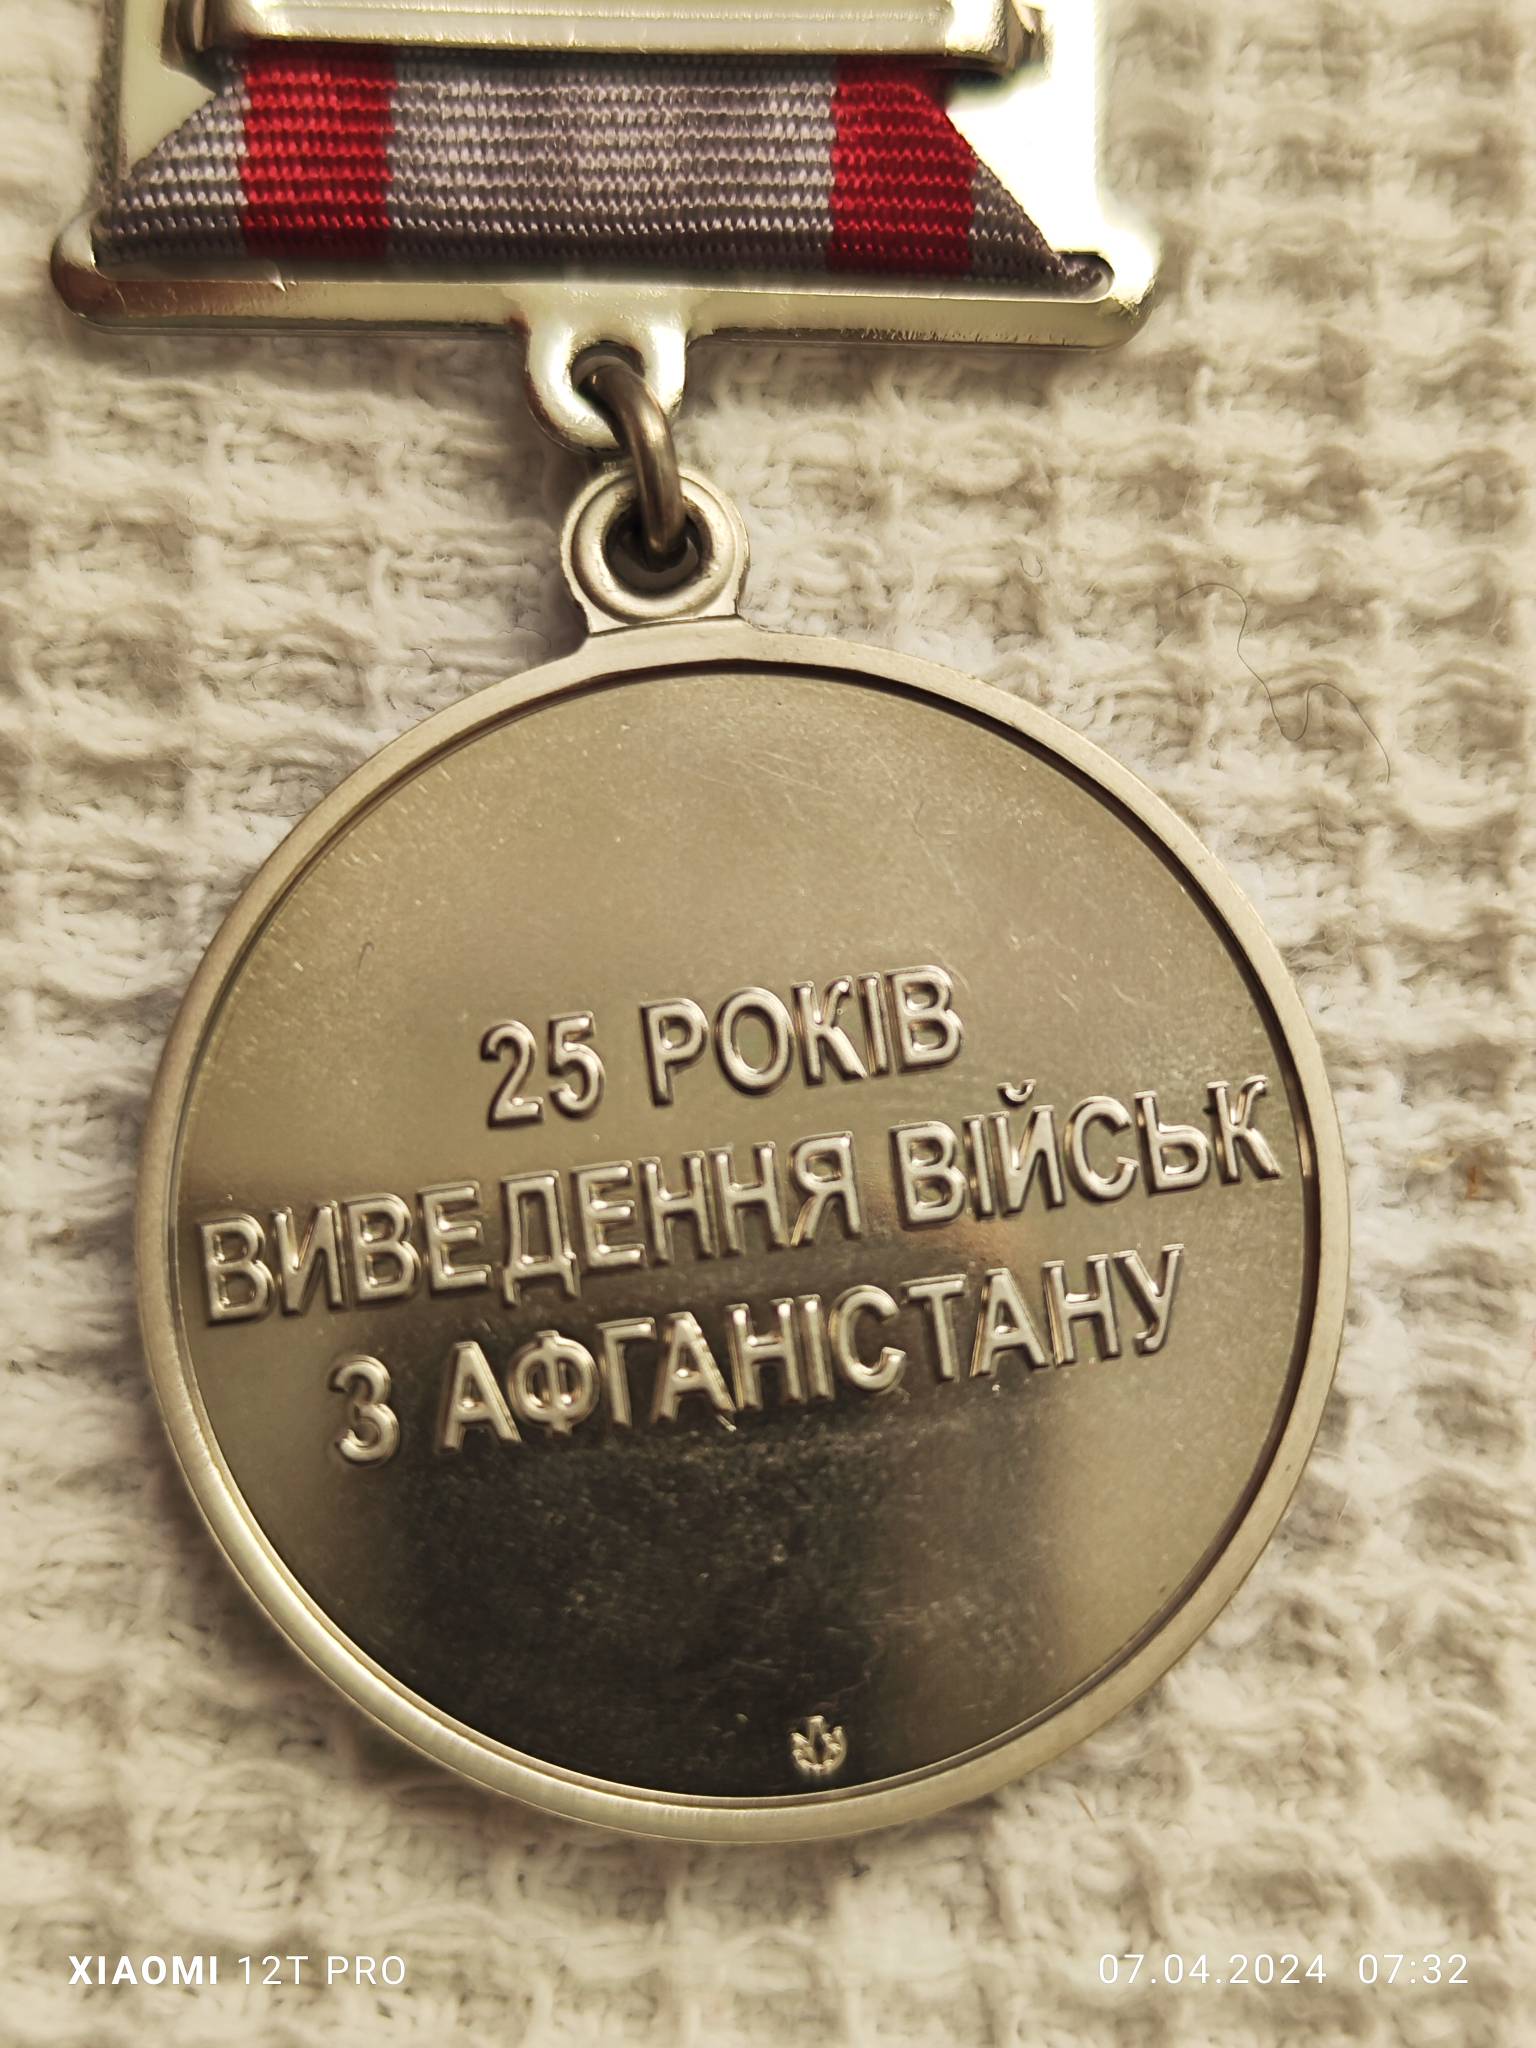 25 РОКІВ
ВИВЕДЕННЯ ВІЙСЬК
З АФГАНІСТАНУ
XIAOMI 12T PRO
07.04.2024 07:32